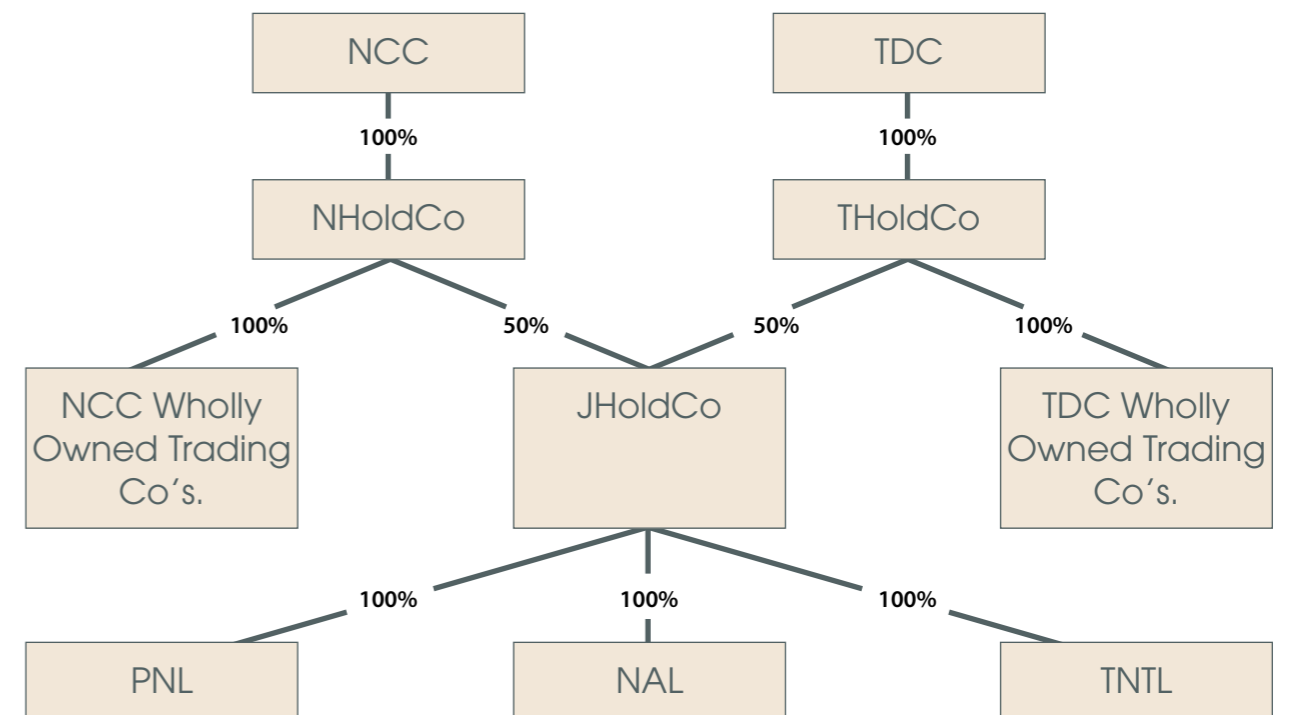 NCC
TDC
100%
100%
NHoldCo
THoldCo
100%
50%
50%
100%
NCC Wholly
Owned Trading
Co’s.
JHoldCo
TDC Wholly
Owned Trading
Co’s.
100%
100%
100%
PNL
NAL
TNTL